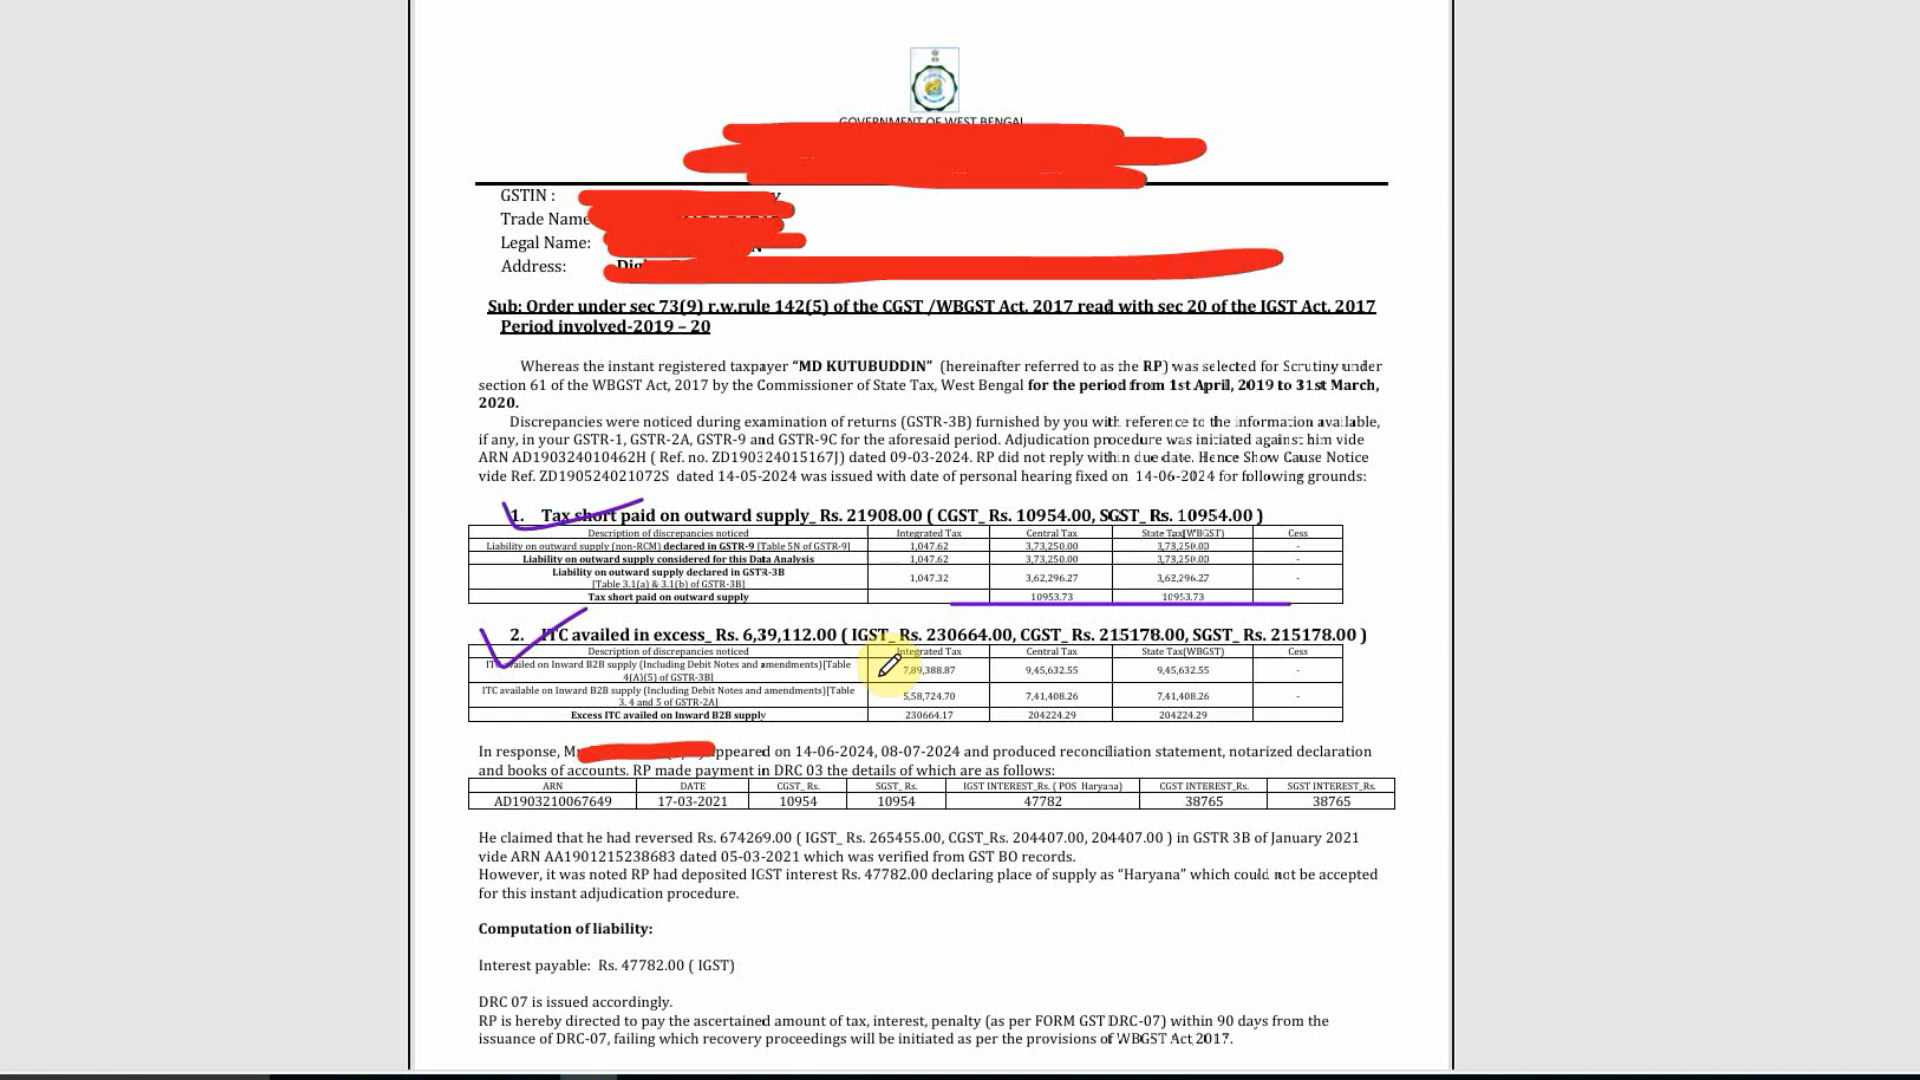 GOVERNMENT OF WEST BENGAL
GSTIN :
Trade Name
Legal Name:
Address:
Sub: Order under sec 73(9) r.w.rule 142(5) of the CGST /WBGST Act, 2017 read with sec 20 of the IGST Act, 2017
Period involved-2019 – 20
Whereas the instant registered taxpayer “MD KUTUBUDDIN” (hereinafter referred to as the RP) was selected for Scrutiny under
section 61 of the WBGST Act, 2017 by the Commissioner of State Tax, West Bengal for the period from 1st April, 2019 to 31st March,
2020.
Discrepancies were noticed during examination of returns (GSTR-3B) furnished by you with reference to the information available,
if any, in your GSTR-1, GSTR-2A, GSTR-9 and GSTR-9C for the aforesaid period. Adjudication procedure was initiated against him vide
ARN AD190324010462H ( Ref. no. ZD190324015167J) dated 09-03-2024. RP did not reply within due date. Hence Show Cause Notice
vide Ref. ZD190524021072S dated 14-05-2024 was issued with date of personal hearing fixed on 14-06-2024 for following grounds:
1. Tax short paid on outward supply_ Rs. 21908.00 ( CGST_ Rs. 10954.00, SGST_ Rs. 10954.00 )
Description of discrepancies noticed Integrated Tax Central Tax State Tax(WBGST) Cess
Liability on outward supply (non-RCM) declared in GSTR-9 [Table 5N of GSTR-9] 1,047.62 3,73,250.00 3,73,250.00 -
Liability on outward supply considered for this Data Analysis 1,047.62 3,73,250.00 3,73,250.00 -
Liability on outward supply declared in GSTR-3B
[Table 3.1(a) & 3.1(b) of GSTR-3B] 1,047.32 3,62,296.27 3,62,296.27 -
Tax short paid on outward supply 10953.73 10953.73
2. ITC availed in excess_ Rs. 6,39,112.00 ( IGST_ Rs. 230664.00, CGST_ Rs. 215178.00, SGST_ Rs. 215178.00 )
Description of discrepancies noticed Integrated Tax Central Tax State Tax(WBGST) Cess
ITC availed on Inward B2B supply (Including Debit Notes and amendments)[Table
4(A)(5) of GSTR-3B] 7,89,388.87 9,45,632.55 9,45,632.55 -
ITC available on Inward B2B supply (Including Debit Notes and amendments)[Table
3, 4 and 5 of GSTR-2A] 5,58,724.70 7,41,408.26 7,41,408.26 -
Excess ITC availed on Inward B2B supply 230664.17 204224.29 204224.29
In response, appeared on 14-06-2024, 08-07-2024 and produced reconciliation statement, notarized declaration
and books of accounts. RP made payment in DRC 03 the details of which are as follows:
ARN DATE CGST_ Rs. SGST_ Rs. IGST INTEREST_Rs. ( POS_Haryana) CGST INTEREST_Rs. SGST INTEREST_Rs.
AD1903210067649 17-03-2021 10954 10954 47782 38765 38765
He claimed that he had reversed Rs. 674269.00 ( IGST_ Rs. 265455.00, CGST_Rs. 204407.00, 204407.00 ) in GSTR 3B of January 2021
vide ARN AA1901215238683 dated 05-03-2021 which was verified from GST BO records.
However, it was noted RP had deposited IGST interest Rs. 47782.00 declaring place of supply as “Haryana” which could not be accepted
for this instant adjudication procedure.
Computation of liability:
Interest payable: Rs. 47782.00 ( IGST)
DRC 07 is issued accordingly.
RP is hereby directed to pay the ascertained amount of tax, interest, penalty (as per FORM GST DRC-07) within 90 days from the
issuance of DRC-07, failing which recovery proceedings will be initiated as per the provisions of WBGST Act 2017.